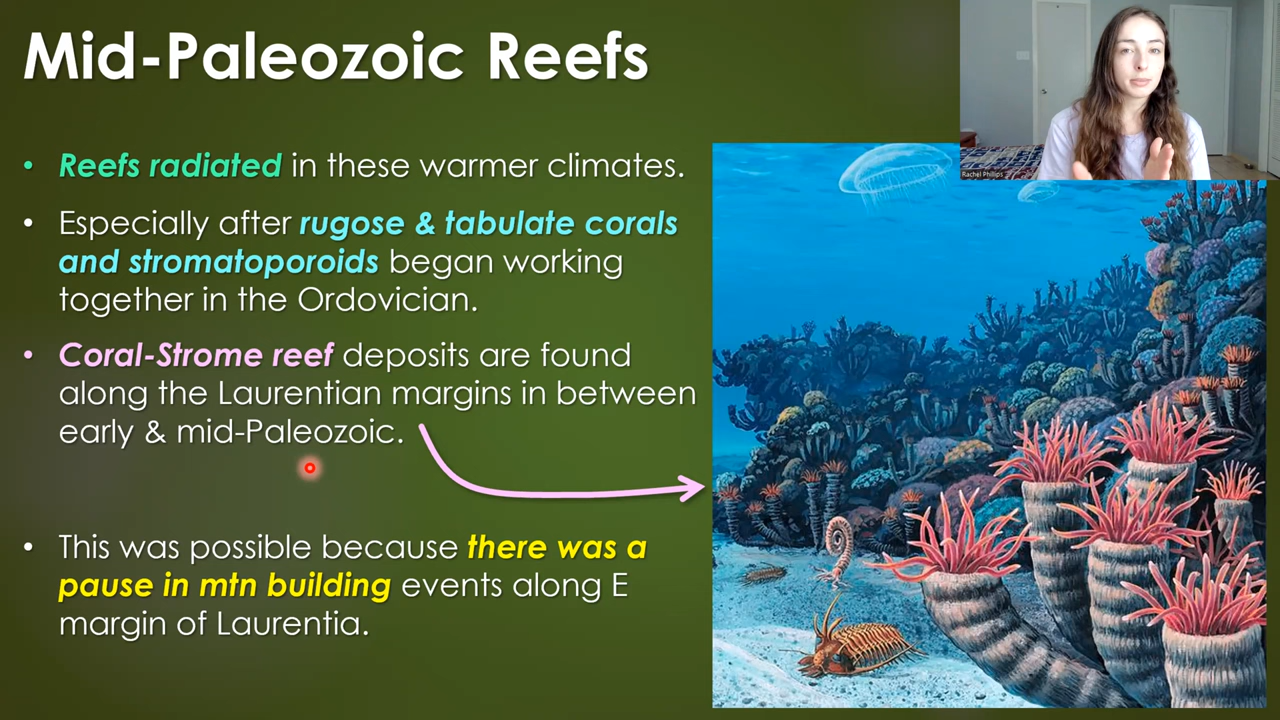 Mid-Paleozoic Reefs
Rachel Phillips
• Reefs radiated in these warmer climates.
• Especially after rugose & tabulate corals
and stromatoporoids began working
together in the Ordovician.
• Coral-Strome reef deposits are found
along the Laurentian margins in between
early & mid-Paleozoic.
• This was possible because there was a
pause in mtn building events along E
margin of Laurentia.